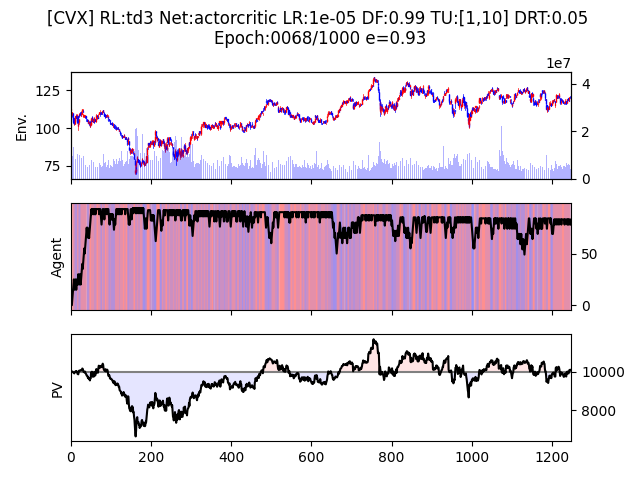 [CVX] RL:td3 Net:actorcritic LR:1e-05 DF:0.99 TU:[1,10] DRT:0.05
Epoch:0068/1000 e=0.93
1e7
125
100
75
Env.
4
2
0
Agent
50
0
PV
10000
8000
0 200 400 600 800 1000 1200